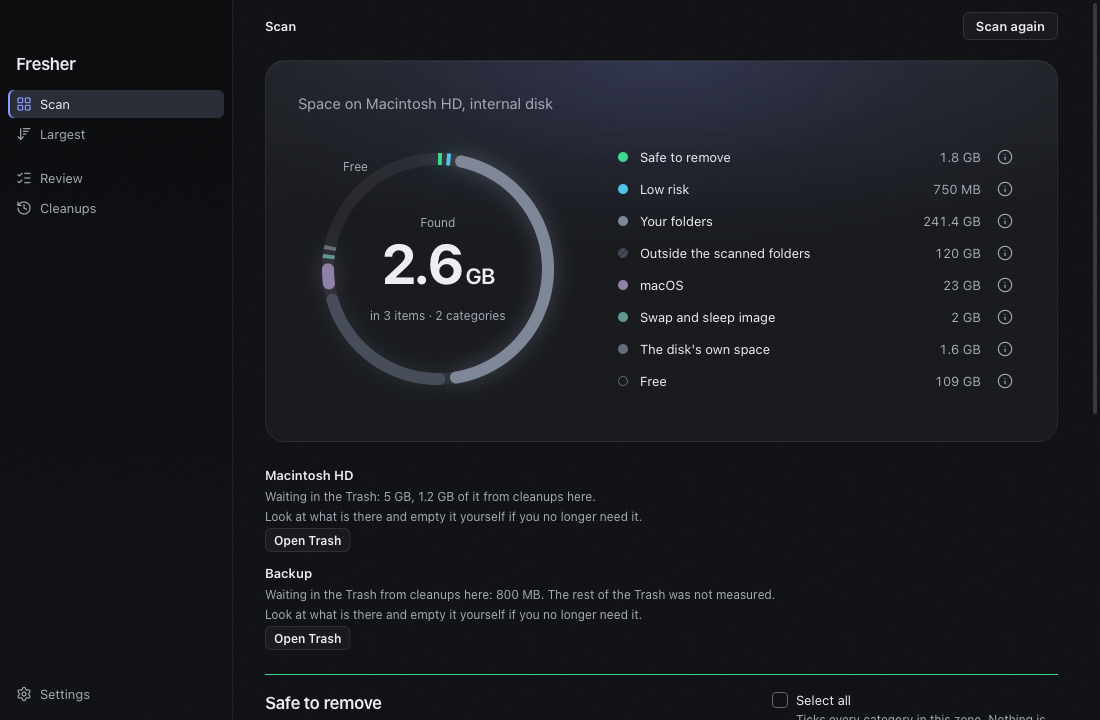 Fresher
Scan
Largest
Review
Cleanups
Settings
Scan
Scan again
Space on Macintosh HD, internal disk
Free
Found
2.6 GB
in 3 items · 2 categories
Safe to remove 1.8 GB
Low risk 750 MB
Your folders 241.4 GB
Outside the scanned folders 120 GB
macOS 23 GB
Swap and sleep image 2 GB
The disk's own space 1.6 GB
Free 109 GB
Macintosh HD
Waiting in the Trash: 5 GB, 1.2 GB of it from cleanups here.
Look at what is there and empty it yourself if you no longer need it.
Open Trash
Backup
Waiting in the Trash from cleanups here: 800 MB. The rest of the Trash was not measured.
Look at what is there and empty it yourself if you no longer need it.
Open Trash
Safe to remove
Select all
Ticks every category in this zone. Nothing is